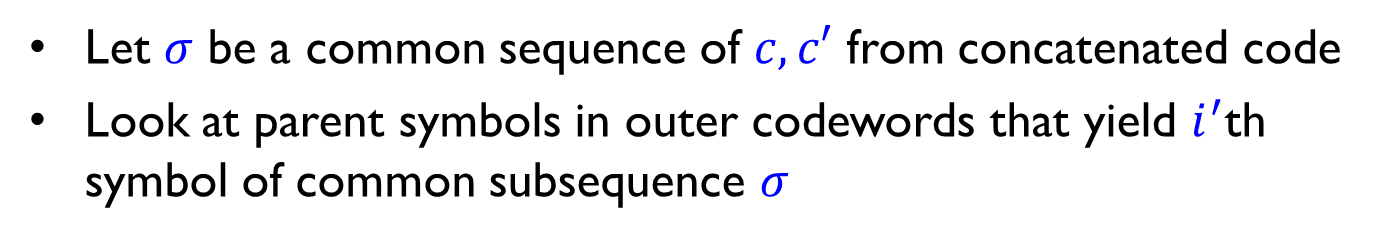 • Let σ be a common sequence of c, c′ from concatenated code
• Look at parent symbols in outer codewords that yield i′th
symbol of common subsequence σ